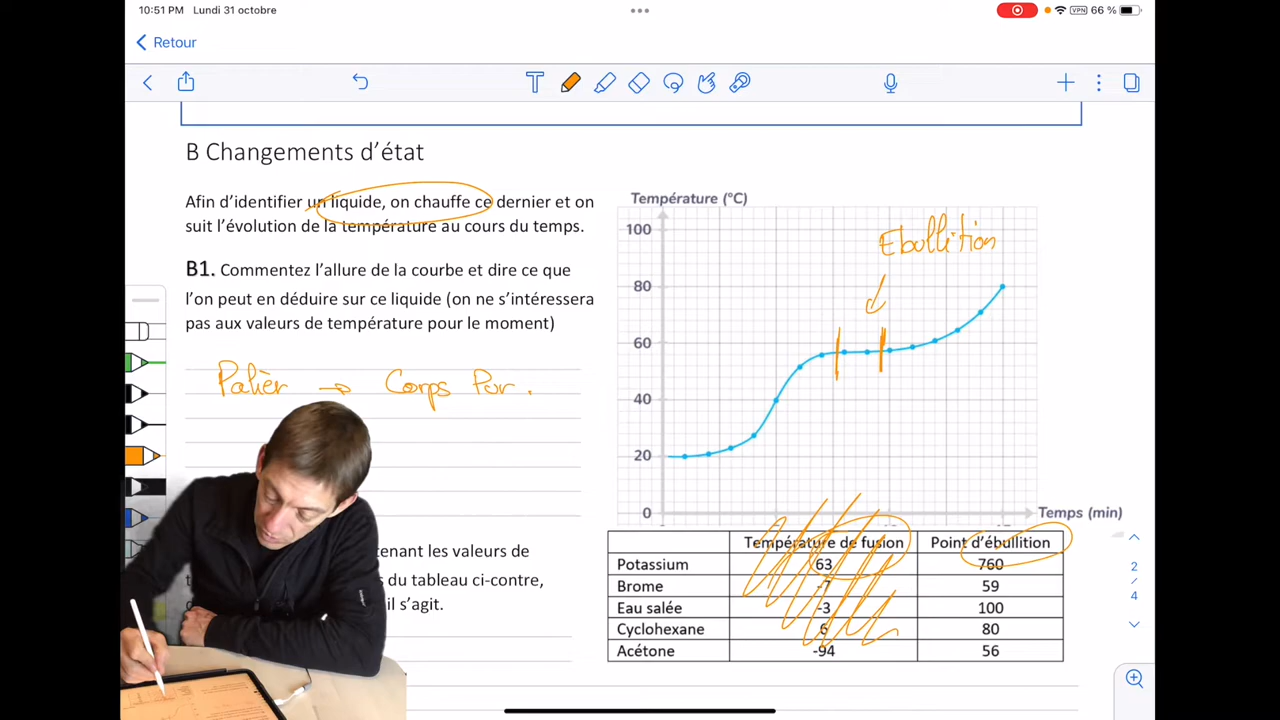 10:51 PM Lundi 31 octobre
VPN 66 %
Retour
B Changements d'état
Afin d'identifier un liquide, on chauffe ce dernier et on
suit l'évolution de la température au cours du temps.
B1. Commentez l'allure de la courbe et dire ce que
l'on peut en déduire sur ce liquide (on ne s'intéressera
pas aux valeurs de température pour le moment)
Palier → Corps Pur.
tenant les valeurs de
du tableau ci-contre,
il s'agit.
Température (°C)
100
80
60
40
20
0
Ebullition
Temps (min)
Température de fusion Point d'ébullition
Potassium 63 760
Brome -7 59
Eau salée -3 100
Cyclohexane 6 80
Acétone -94 56
2
/
4